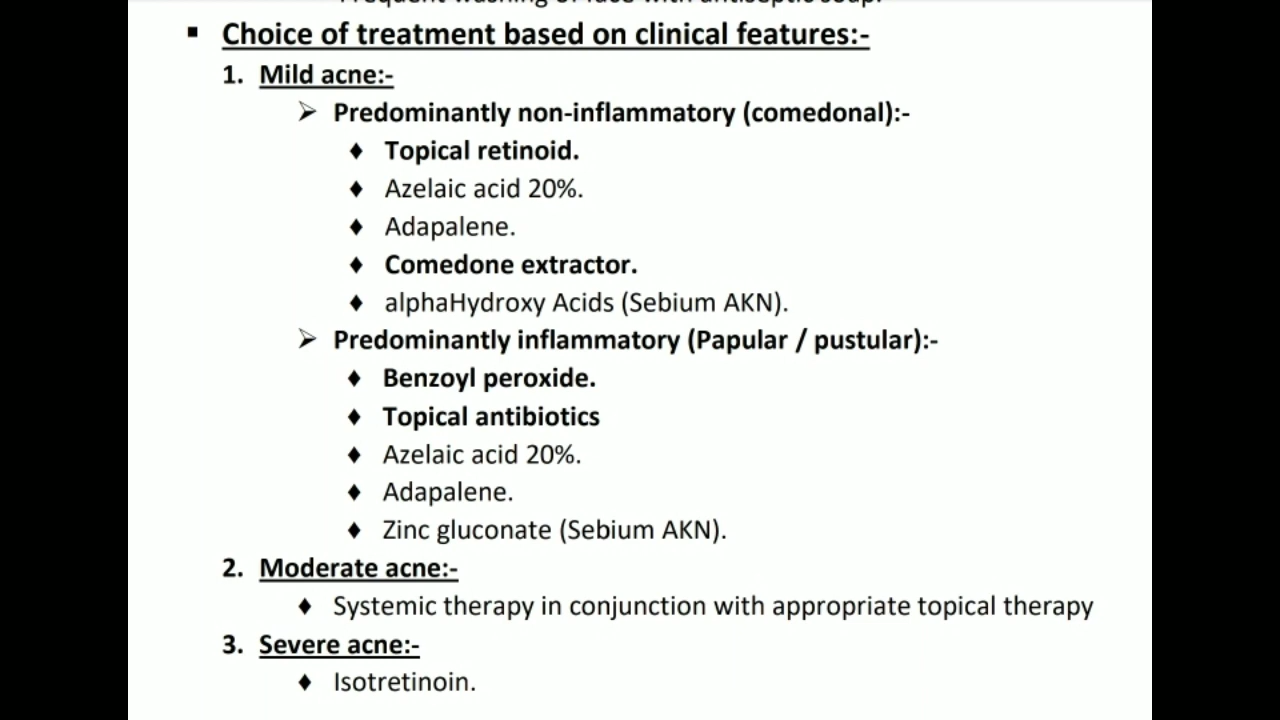 ▪ Choice of treatment based on clinical features:-
1. Mild acne:-
➢ Predominantly non-inflammatory (comedonal):-
♦ Topical retinoid.
♦ Azelaic acid 20%.
♦ Adapalene.
♦ Comedone extractor.
♦ alphaHydroxy Acids (Sebium AKN).
➢ Predominantly inflammatory (Papular / pustular):-
♦ Benzoyl peroxide.
♦ Topical antibiotics
♦ Azelaic acid 20%.
♦ Adapalene.
♦ Zinc gluconate (Sebium AKN).
2. Moderate acne:-
♦ Systemic therapy in conjunction with appropriate topical therapy
3. Severe acne:-
♦ Isotretinoin.